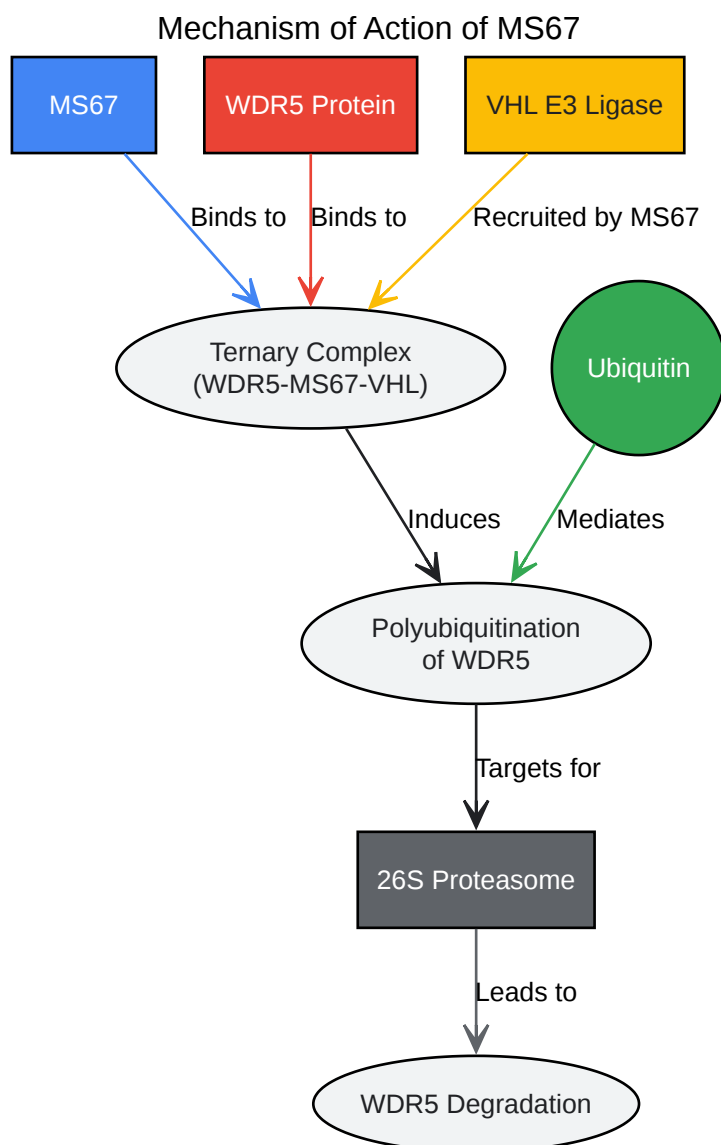 Mechanism of Action of MS67
MS67
WDR5 Protein
VHL E3 Ligase
Binds to
Binds to
Recruited by MS67
Ternary Complex
(WDR5-MS67-VHL)
Ubiquitin
Induces
Mediates
Polyubiquitination
of WDR5
Targets for
26S Proteasome
Leads to
WDR5 Degradation